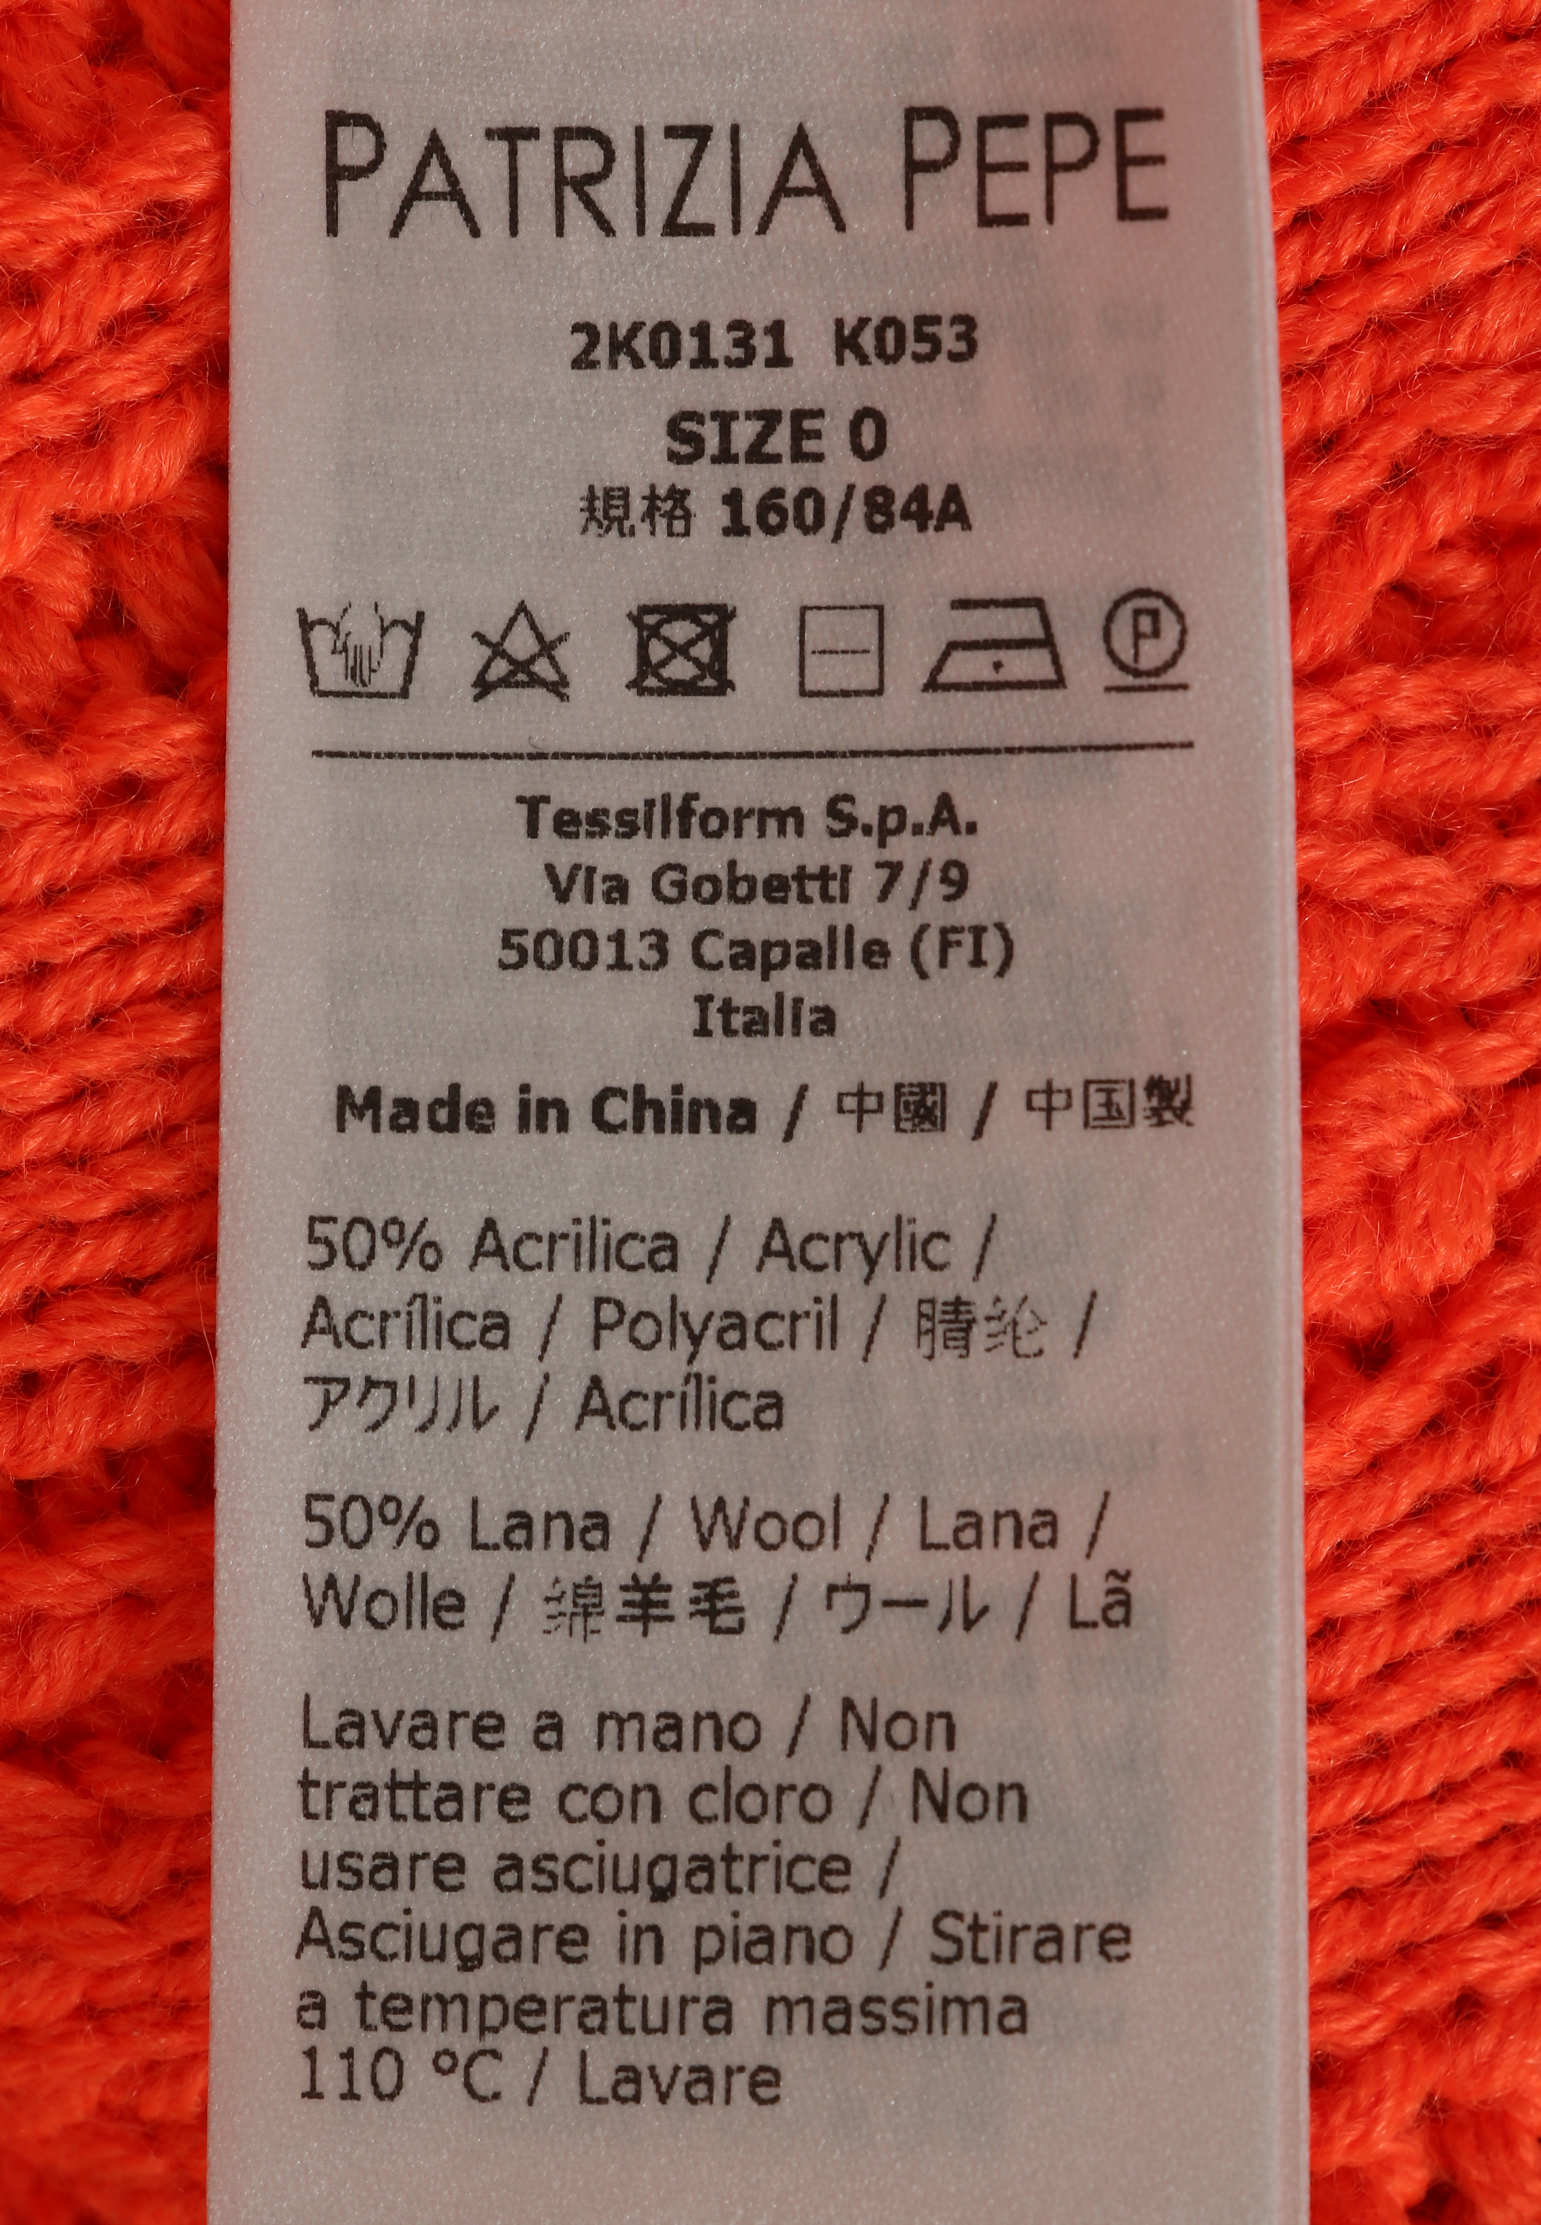 PATRIZIA PEPE
2K0131 K053
SIZE 0
規格 160/84A
P
Tessilform S.p.A.
Via Gobetti 7/9
50013 Capalle (FI)
Italia
Made in China / 中國 / 中国製
50% Acrilica / Acrylic /
Acrílica / Polyacril / 腈纶 /
アクリル / Acrílica
50% Lana / Wool / Lana /
Wolle / 绵羊毛 / ウール / Lã
Lavare a mano / Non
trattare con cloro / Non
usare asciugatrice /
Asciugare in piano / Stirare
a temperatura massima
110 °C / Lavare